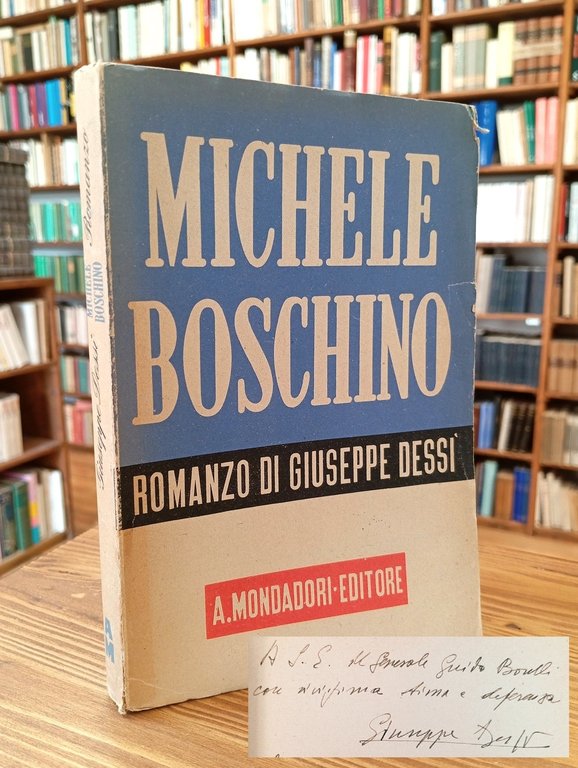 MICHELE
BOSCHINO
ROMANZO DI GIUSEPPE DESSÌ
A. MONDADORI·EDITORE
Giuseppe Dessì
MICHELE
BOSCHINO
Romanzo
A S. E. il Generale Guido Borelli
con vivissima stima e deferenza
Giuseppe Dessì